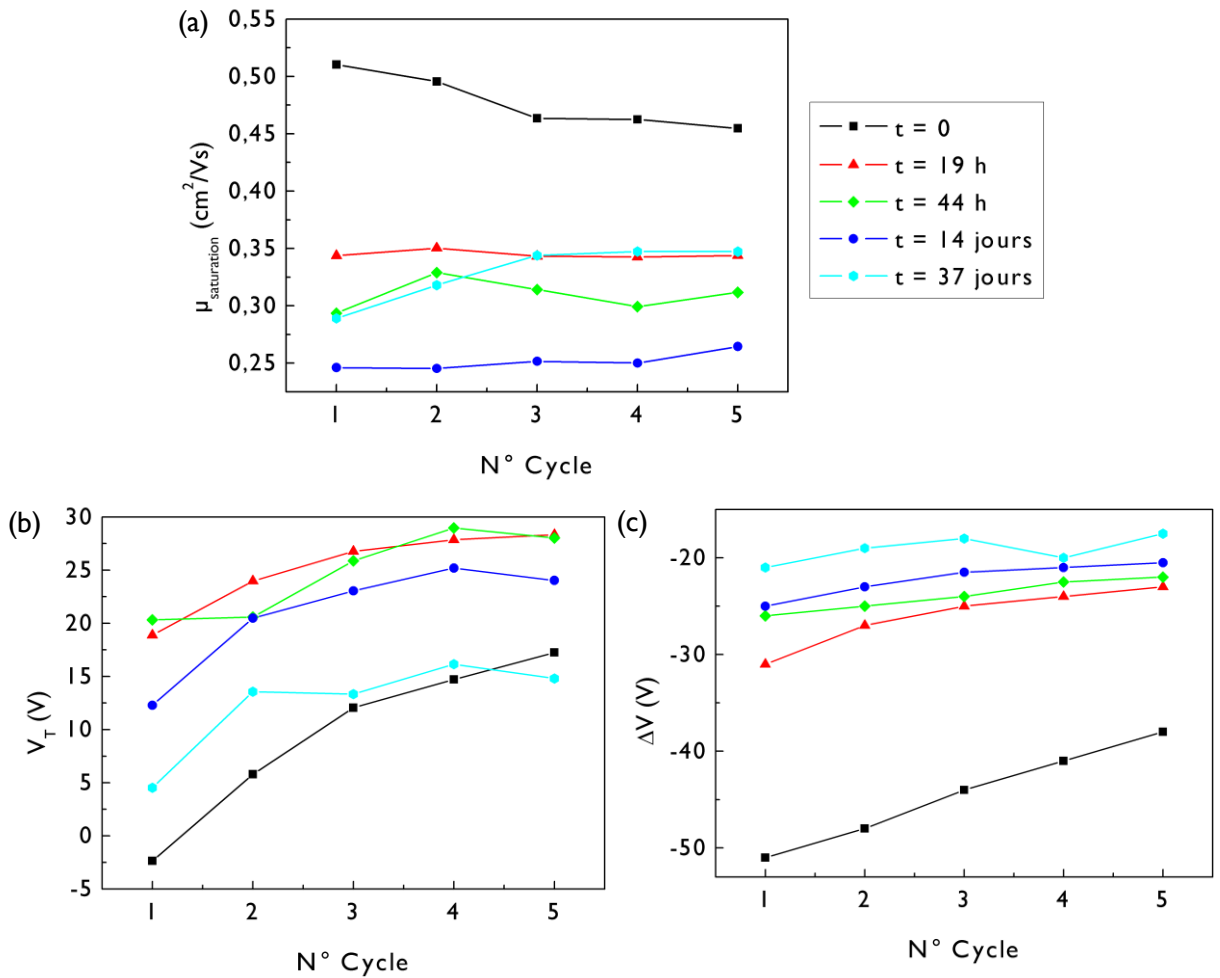 (a)
0,55
0,50
0,45
0,40
0,35
0,30
0,25
µsaturation (cm²/Vs)
1
2
3
4
5
N° Cycle
t = 0
t = 19 h
t = 44 h
t = 14 jours
t = 37 jours
(b)
30
25
20
15
10
5
0
-5
VT (V)
1
2
3
4
5
N° Cycle
(c)
-20
-30
-40
-50
ΔV (V)
1
2
3
4
5
N° Cycle